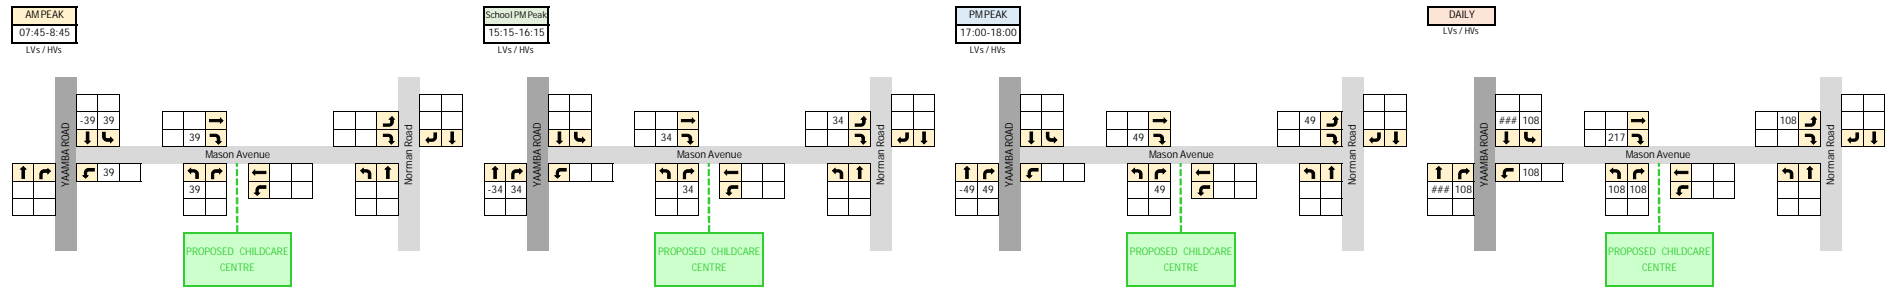 AM PEAK
07:45-8:45
LVs / HVs
YAAMBA ROAD
-39 39
39
39
Mason Avenue
39
Norman Road
PROPOSED CHILDCARE
CENTRE
School PM Peak
15:15-16:15
LVs / HVs
YAAMBA ROAD
-34 34
34
Mason Avenue
34
34
Norman Road
PROPOSED CHILDCARE
CENTRE
PM PEAK
17:00-18:00
LVs / HVs
YAAMBA ROAD
-49 49
49
Mason Avenue
49
49
Norman Road
PROPOSED CHILDCARE
CENTRE
DAILY
LVs / HVs
YAAMBA ROAD
### 108
### 108
108
217
Mason Avenue
108 108
108
Norman Road
PROPOSED CHILDCARE
CENTRE